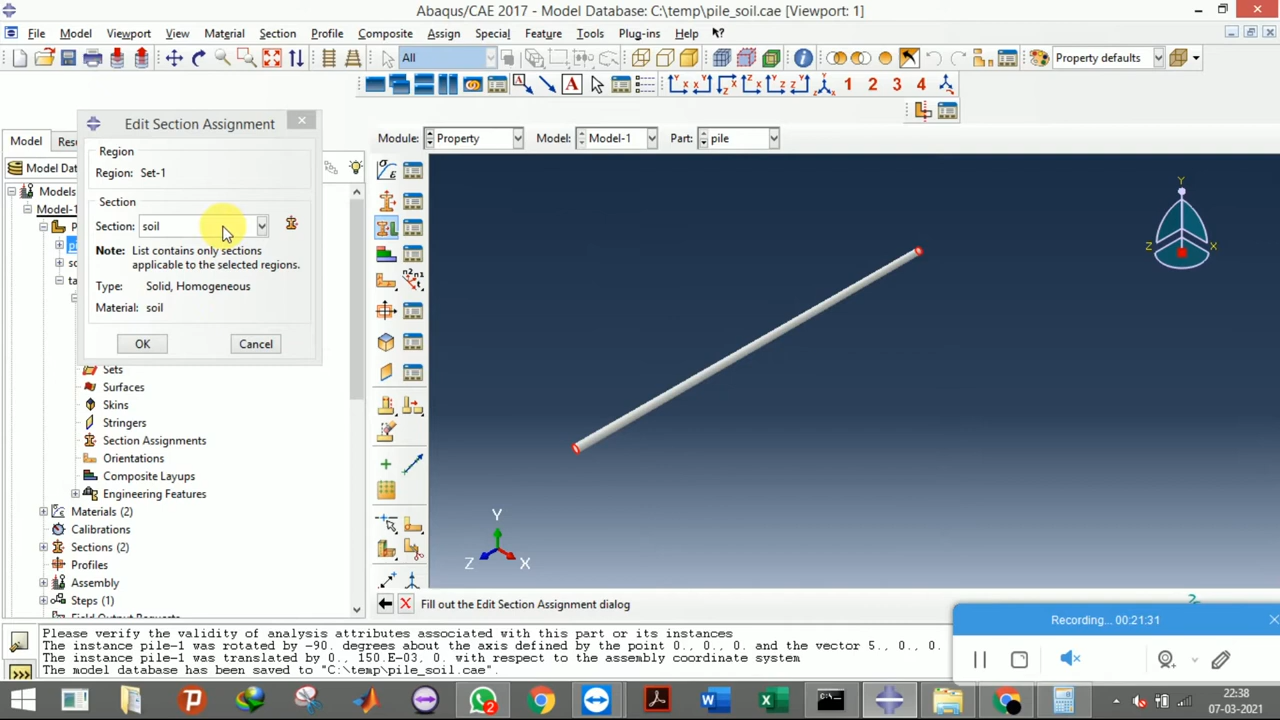 Abaqus/CAE 2017 - Model Database: C:\temp\pile_soil.cae [Viewport: 1]
File Model Viewport View Material Section Profile Composite Assign Special Feature Tools Plug-ins Help
All
Property defaults
1 2 3 4
Edit Section Assignment
Module: Property Model: Model-1 Part: pile
Model
Region
Region: Set-1
Models
Section
Model-1
Section: soil
Note: List contains only sections
applicable to the selected regions.
Type: Solid, Homogeneous
Material: soil
OK Cancel
Sets
Surfaces
Skins
Stringers
Section Assignments
Orientations
Composite Layups
Engineering Features
Materials (2)
Calibrations
Sections (2)
Profiles
Assembly
Steps (1)
Y
Z X
Y
Z X
Fill out the Edit Section Assignment dialog
Please verify the validity of analysis attributes associated with this part or its instances
The instance pile-1 was rotated by -90. degrees about the axis defined by the point 0., 0., 0. and the vector 5., 0., 0.
The instance pile-1 was translated by 0., 150.E-03, 0. with respect to the assembly coordinate system
The model database has been saved to "C:\temp\pile_soil.cae".
Recording... 00:21:31
22:38
07-03-2021